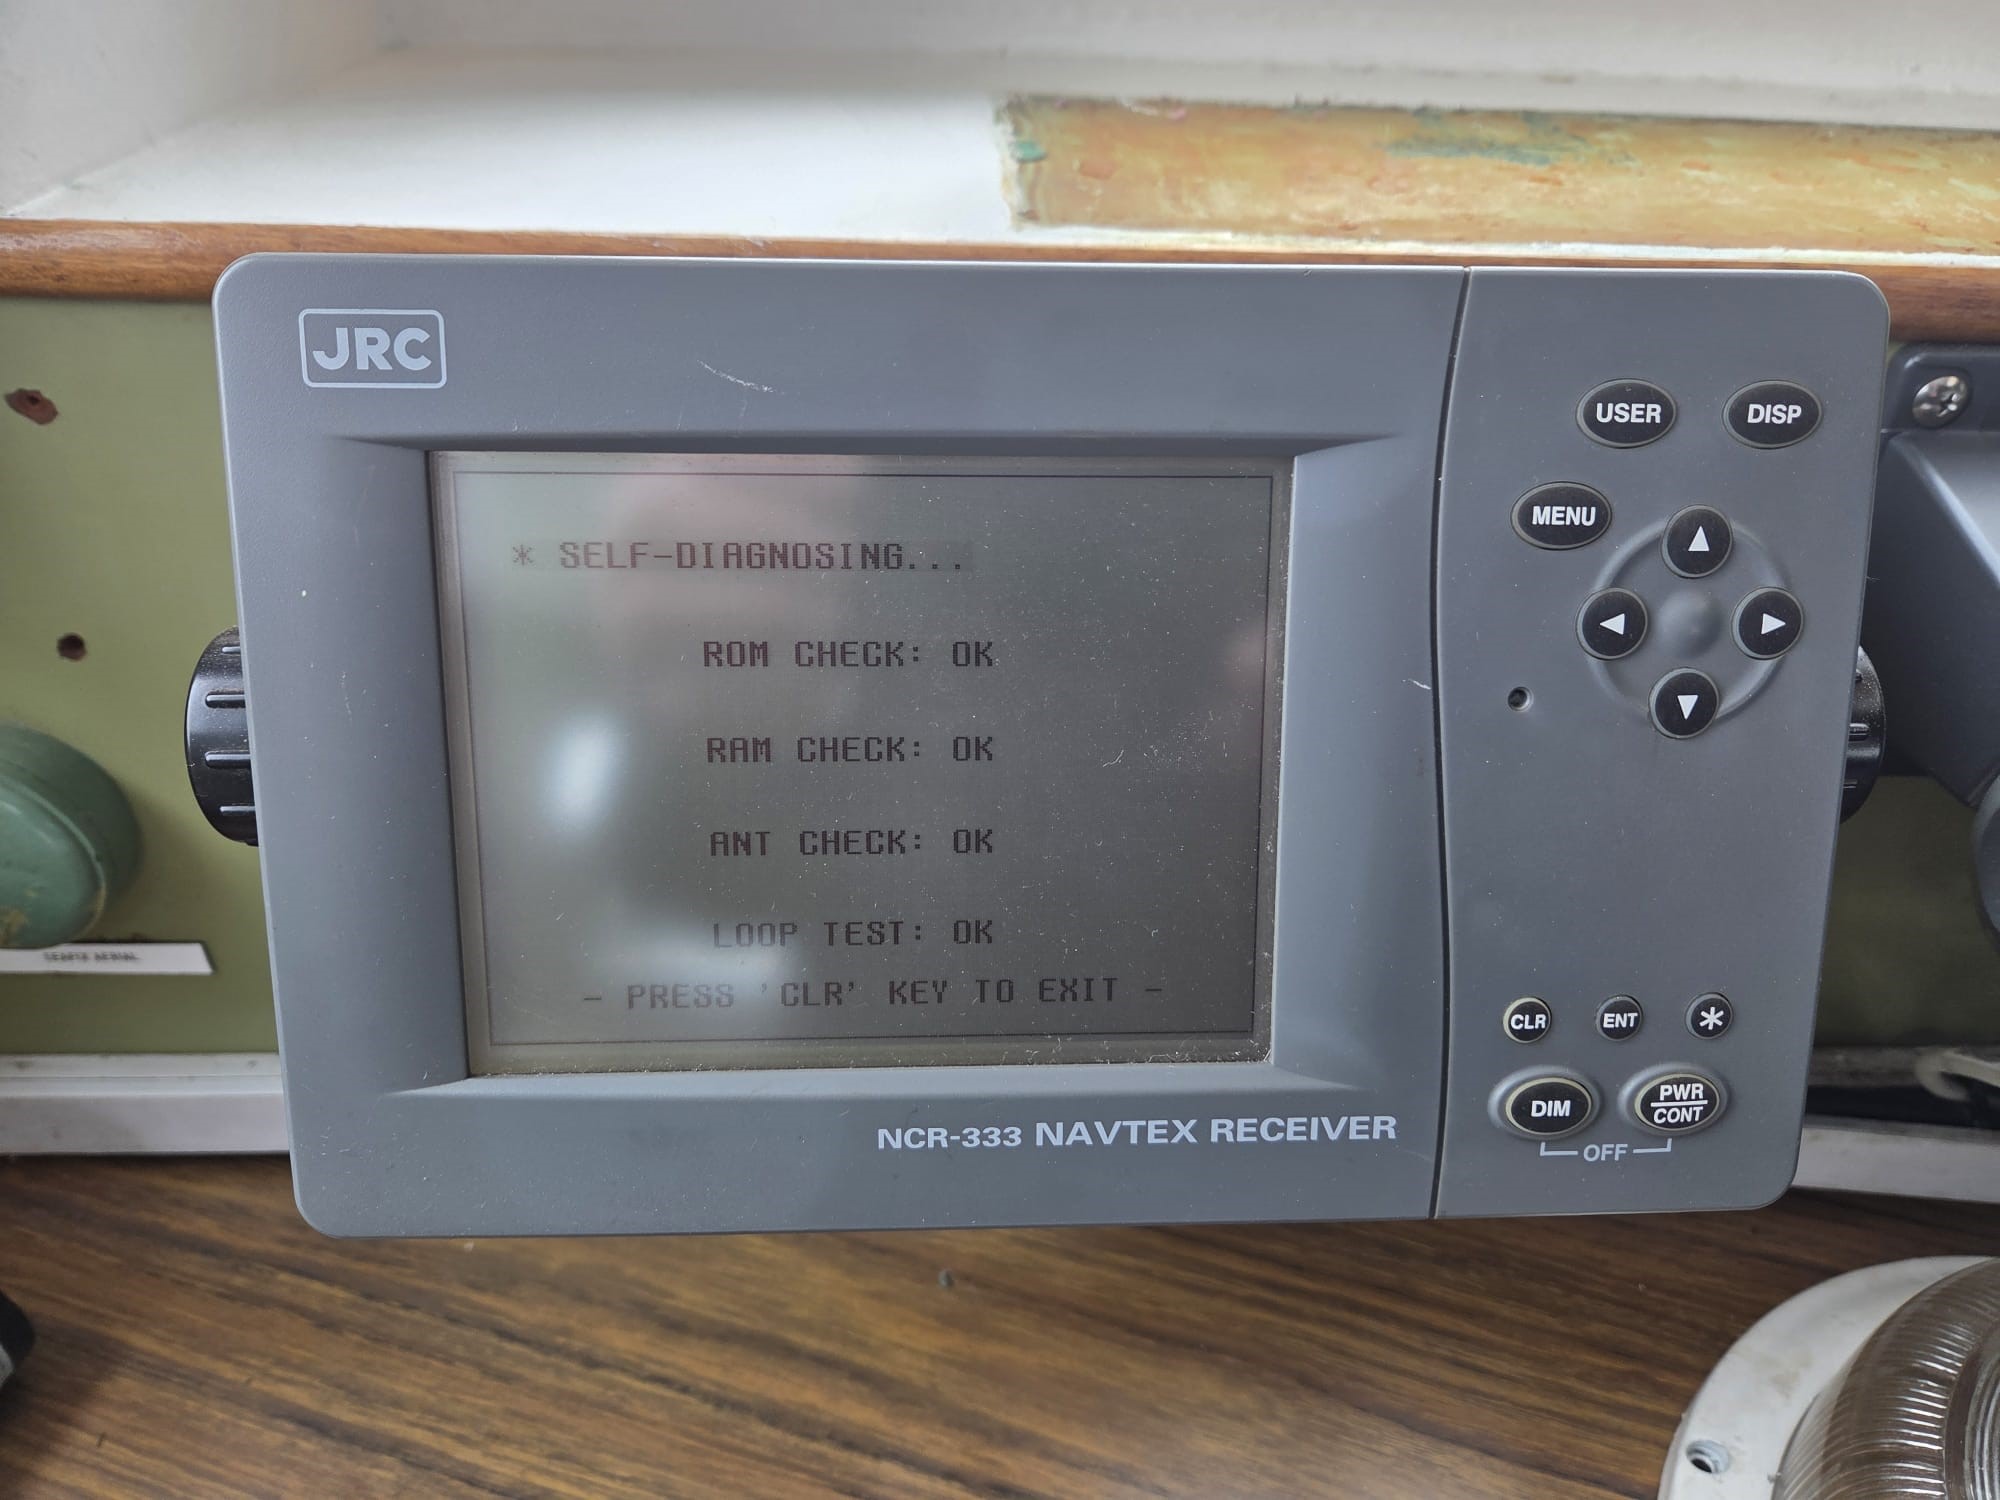 JRC
USER
DISP
MENU
* SELF-DIAGNOSING...
ROM CHECK: OK
RAM CHECK: OK
ANT CHECK: OK
LOOP TEST: OK
- PRESS 'CLR' KEY TO EXIT -
CLR
ENT
*
DIM
PWR
CONT
OFF
NCR-333 NAVTEX RECEIVER
AERIAL